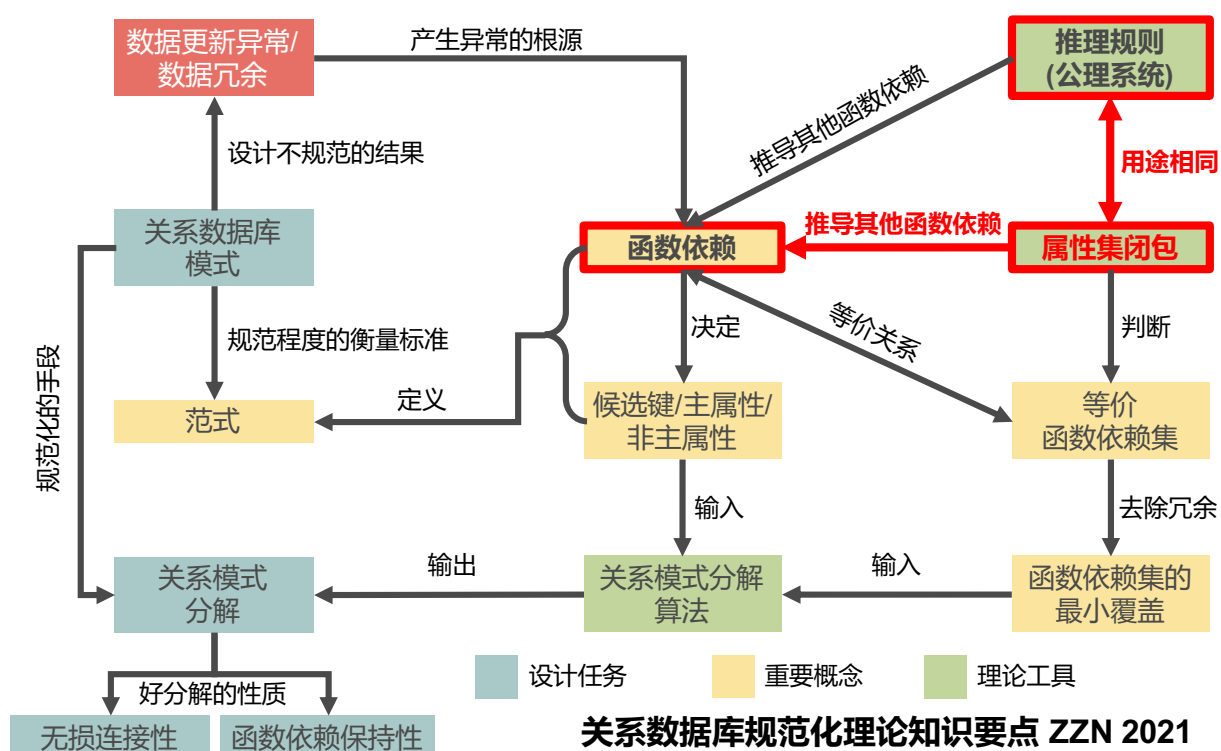 数据更新异常/
数据冗余
产生异常的根源
推理规则
(公理系统)
推导其他函数依赖
设计不规范的结果
用途相同
关系数据库
模式
函数依赖
推导其他函数依赖
属性集闭包
规范程度的衡量标准
决定
等价关系
判断
规范化的手段
范式
定义
候选键/主属性/
非主属性
等价
函数依赖集
输入
去除冗余
关系模式
分解
输出
关系模式分解
算法
输入
函数依赖集的
最小覆盖
好分解的性质
无损连接性
函数依赖保持性
设计任务
重要概念
理论工具
关系数据库规范化理论知识要点 ZZN 2021